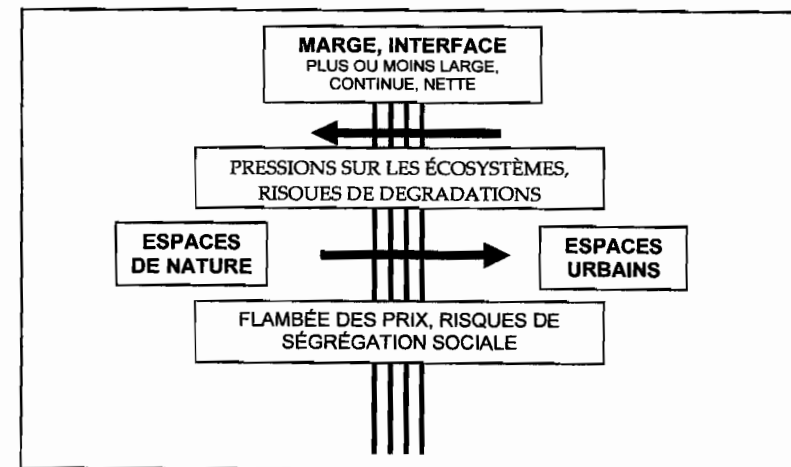 MARGE, INTERFACE
PLUS OU MOINS LARGE,
CONTINUE, NETTE
PRESSIONS SUR LES ÉCOSYSTÈMES,
RISQUES DE DEGRADATIONS
ESPACES
DE NATURE
ESPACES
URBAINS
FLAMBÉE DES PRIX, RISQUES DE
SÉGRÉGATION SOCIALE